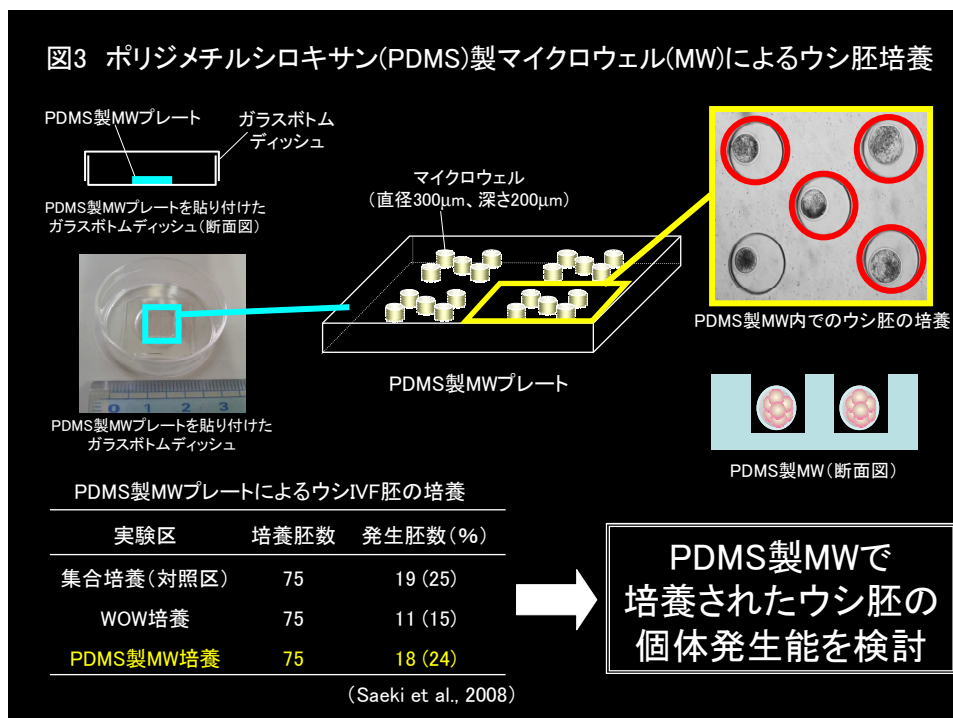 図3 ポリジメチルシロキサン(PDMS)製マイクロウェル(MW)によるウシ胚培養
PDMS製MWプレート
ガラスボトム
ディッシュ
PDMS製MWプレートを貼り付けた
ガラスボトムディッシュ(断面図)
マイクロウェル
(直径300μm、深さ200μm)
PDMS製MW内でのウシ胚の培養
0 1 2 3
PDMS製MWプレートを貼り付けた
ガラスボトムディッシュ
PDMS製MWプレート
PDMS製MW(断面図)
PDMS製MWプレートによるウシIVF胚の培養
実験区 培養胚数 発生胚数(%)
集合培養(対照区) 75 19 (25)
WOW培養 75 11 (15)
PDMS製MW培養 75 18 (24)
(Saeki et al., 2008)
PDMS製MWで
培養されたウシ胚の
個体発生能を検討